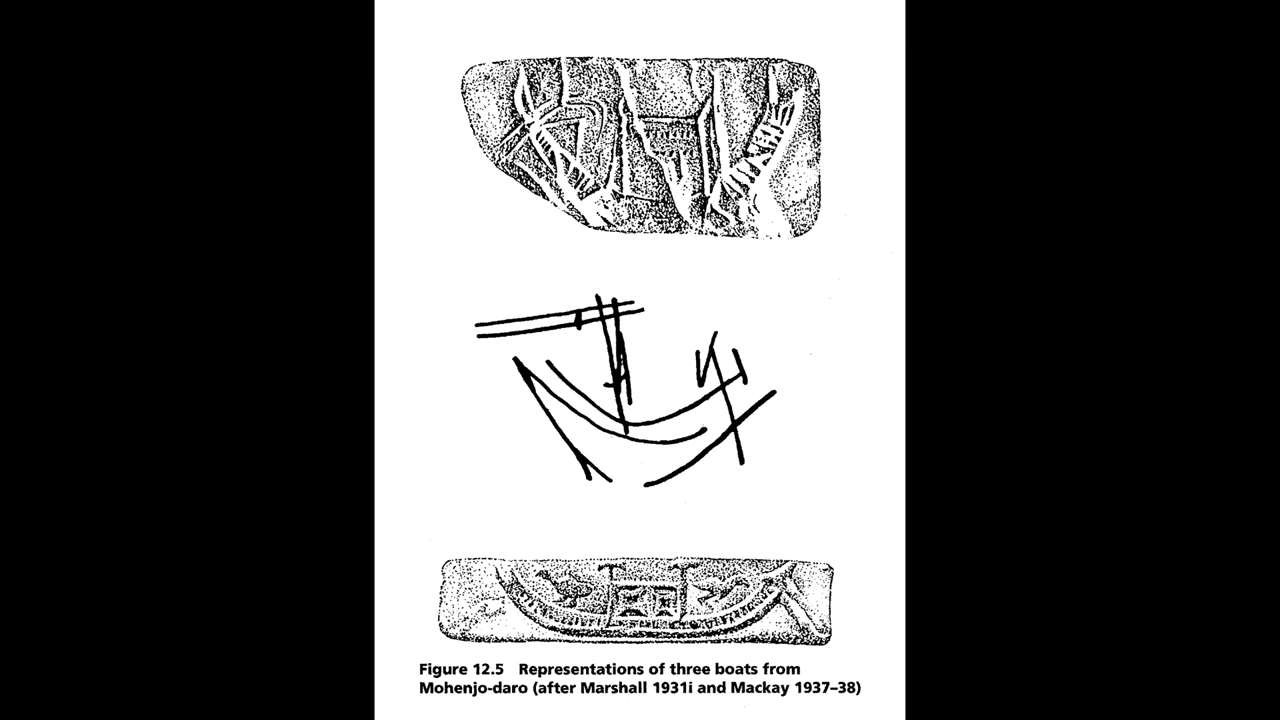 Figure 12.5 Representations of three boats from
Mohenjo-daro (after Marshall 1931i and Mackay 1937–38)